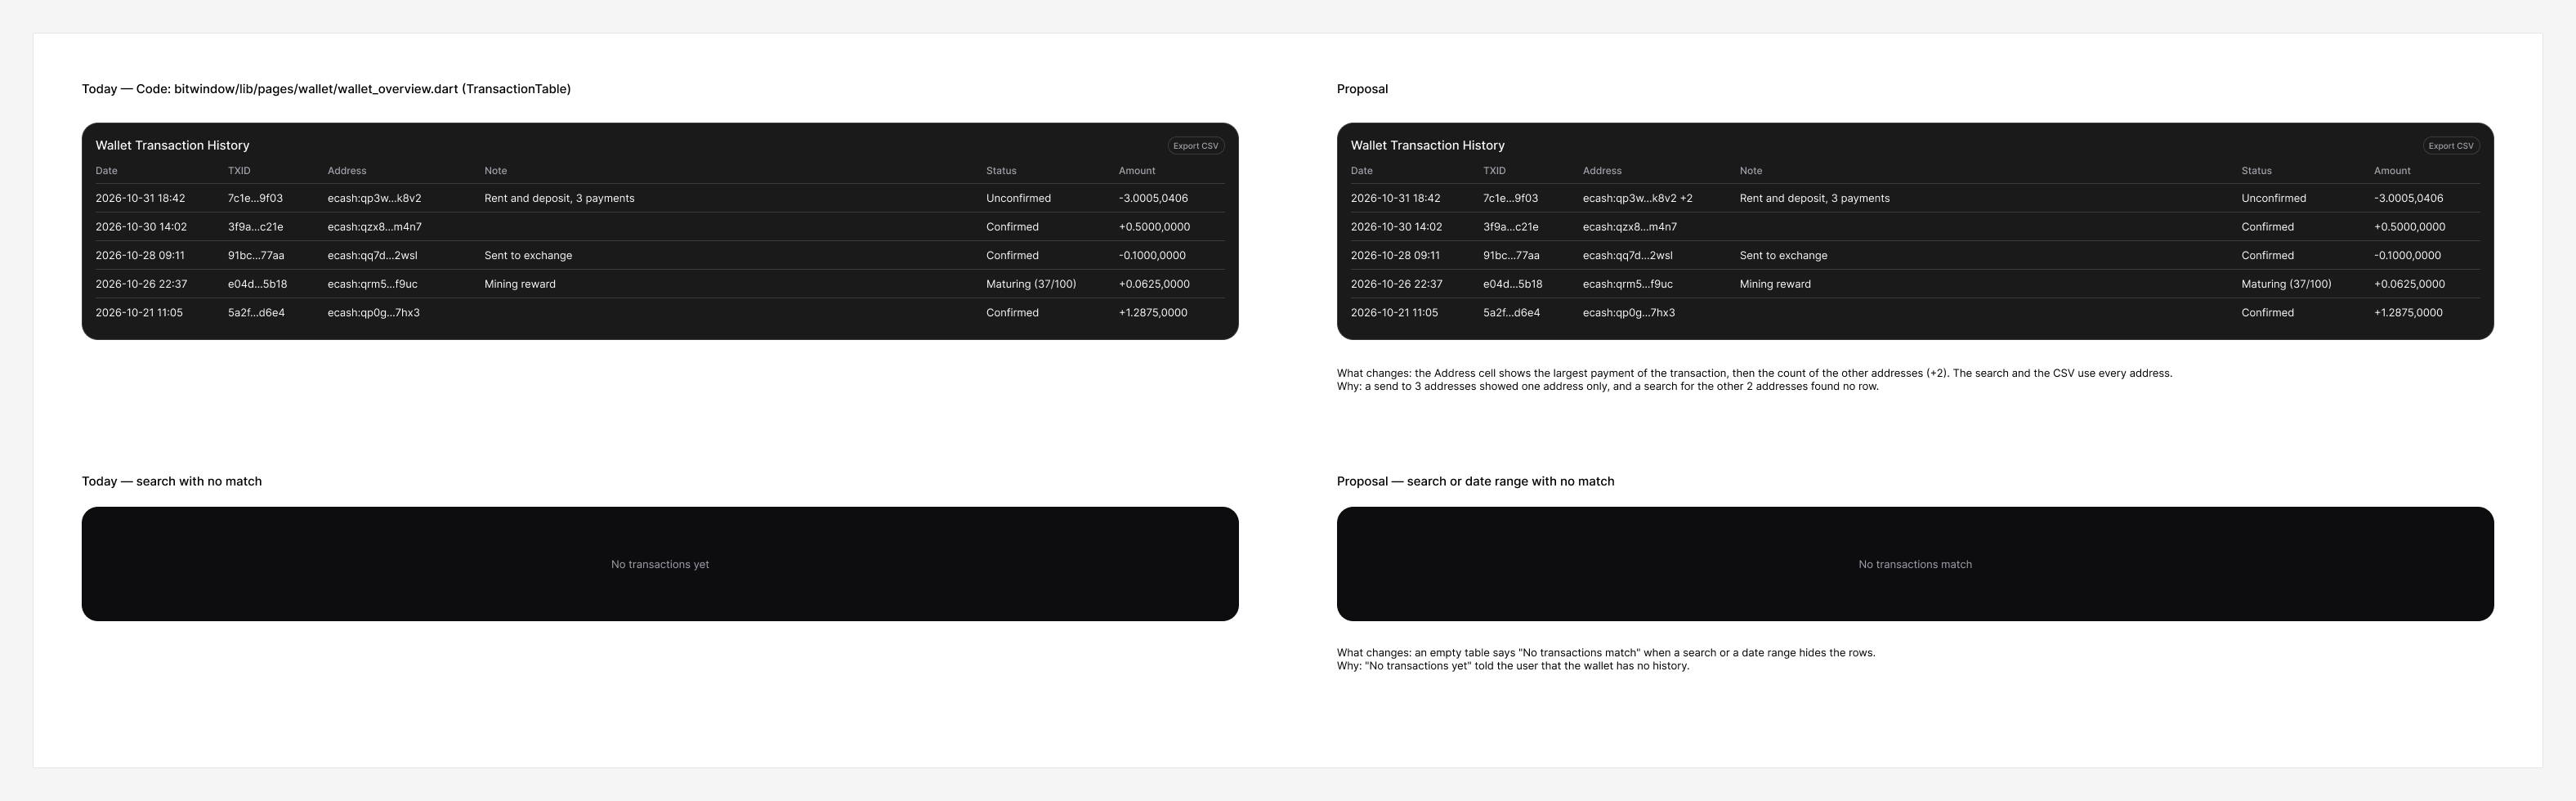 Today — Code: bitwindow/lib/pages/wallet/wallet_overview.dart (TransactionTable)
Wallet Transaction History
Export CSV
Date TXID Address Note Status Amount
2026-10-31 18:42 7c1e...9f03 ecash:qp3w...k8v2 Rent and deposit, 3 payments Unconfirmed -3.0005,0406
2026-10-30 14:02 3f9a...c21e ecash:qzx8...m4n7 Confirmed +0.5000,0000
2026-10-28 09:11 91bc...77aa ecash:qq7d...2wsl Sent to exchange Confirmed -0.1000,0000
2026-10-26 22:37 e04d...5b18 ecash:qrm5...f9uc Mining reward Maturing (37/100) +0.0625,0000
2026-10-21 11:05 5a2f...d6e4 ecash:qp0g...7hx3 Confirmed +1.2875,0000
Proposal
Wallet Transaction History
Export CSV
Date TXID Address Note Status Amount
2026-10-31 18:42 7c1e...9f03 ecash:qp3w...k8v2 +2 Rent and deposit, 3 payments Unconfirmed -3.0005,0406
2026-10-30 14:02 3f9a...c21e ecash:qzx8...m4n7 Confirmed +0.5000,0000
2026-10-28 09:11 91bc...77aa ecash:qq7d...2wsl Sent to exchange Confirmed -0.1000,0000
2026-10-26 22:37 e04d...5b18 ecash:qrm5...f9uc Mining reward Maturing (37/100) +0.0625,0000
2026-10-21 11:05 5a2f...d6e4 ecash:qp0g...7hx3 Confirmed +1.2875,0000
What changes: the Address cell shows the largest payment of the transaction, then the count of the other addresses (+2). The search and the CSV use every address.
Why: a send to 3 addresses showed one address only, and a search for the other 2 addresses found no row.
Today — search with no match
No transactions yet
Proposal — search or date range with no match
No transactions match
What changes: an empty table says "No transactions match" when a search or a date range hides the rows.
Why: "No transactions yet" told the user that the wallet has no history.